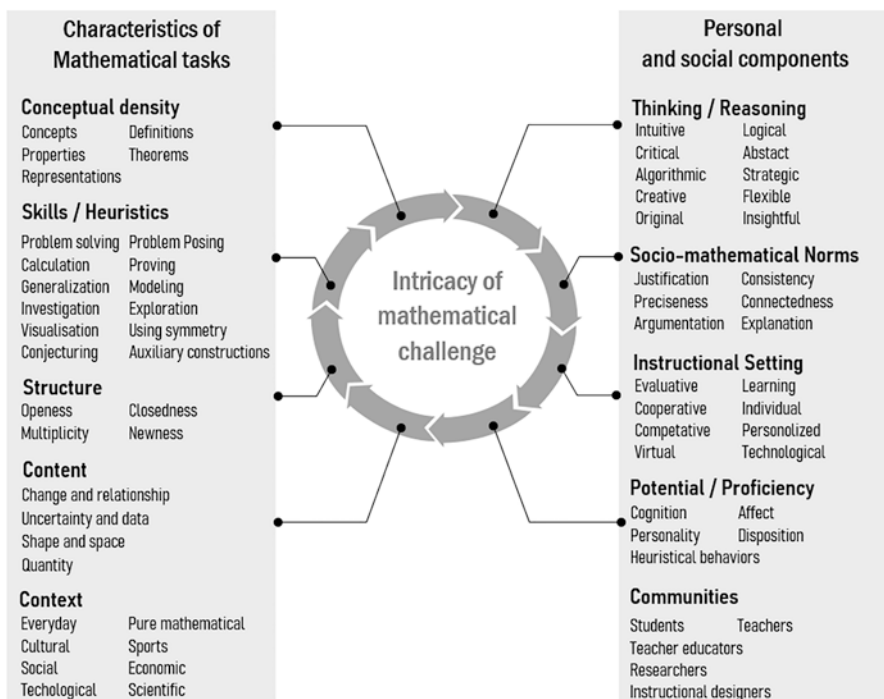 Characteristics of
Mathematical tasks
Conceptual density
Concepts Definitions
Properties Theorems
Representations
Skills / Heuristics
Problem solving Problem Posing
Calculation Proving
Generalization Modeling
Investigation Exploration
Visualisation Using symmetry
Conjecturing Auxiliary constructions
Structure
Openess Closedness
Multiplicity Newness
Content
Change and relationship
Uncertainty and data
Shape and space
Quantity
Context
Everyday Pure mathematical
Cultural Sports
Social Economic
Techological Scientific
Intricacy of
mathematical
challenge
Personal
and social components
Thinking / Reasoning
Intuitive Logical
Critical Abstact
Algorithmic Strategic
Creative Flexible
Original Insightful
Socio-mathematical Norms
Justification Consistency
Preciseness Connectedness
Argumentation Explanation
Instructional Setting
Evaluative Learning
Cooperative Individual
Competative Personolized
Virtual Technological
Potential / Proficiency
Cognition Affect
Personality Disposition
Heuristical behaviors
Communities
Students Teachers
Teacher educators
Researchers
Instructional designers